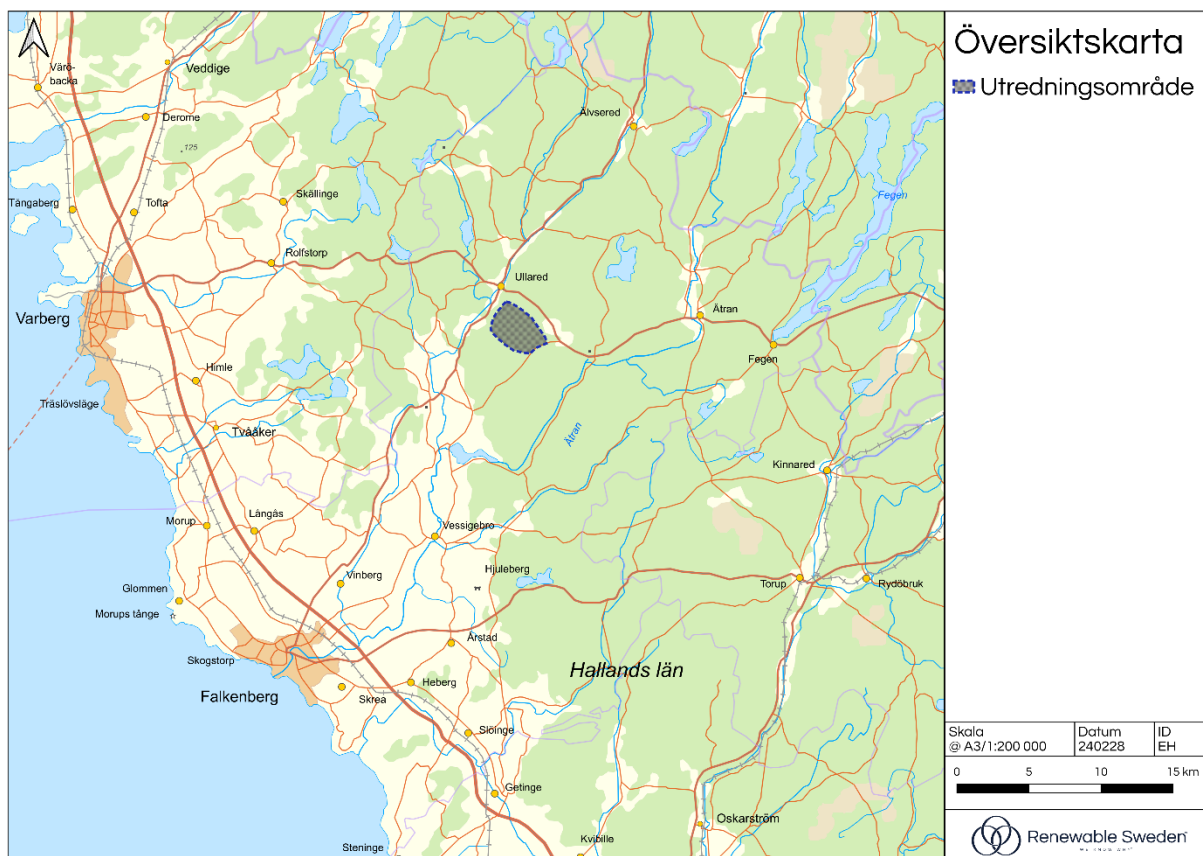 Översiktskarta
Utredningsområde
Värö-
backa
Veddige
Derome
125
Älvsered
Skällinge
Tångaberg
Tofta
Fegen
Rolfstorp
Ullared
Varberg
Ätran
Fegen
Himle
Träslövsläge
Tvååker
Ätran
Kinnared
Långås
Morup
Vessigebro
Hjuleberg
Vinberg
Torup
Rydöbruk
Glommen
Morups tånge
Årstad
Skogstorp
Hallands län
Falkenberg
Heberg
Skrea
Slöinge
Getinge
Oskarström
Kvibille
Steninge
Skala
@ A3/1:200 000
Datum
240228
ID
EH
0 5 10 15 km
Renewable Sweden